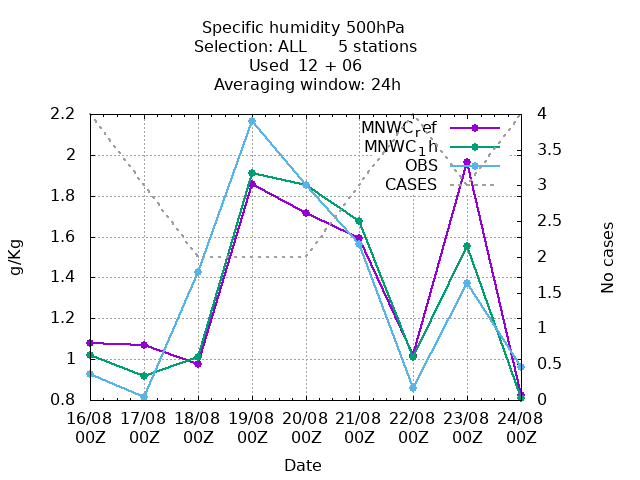 Specific humidity 500hPa
Selection: ALL 5 stations
Used 12 + 06
Averaging window: 24h
MNWCref
MNWC1h
OBS
CASES
2.2
2
1.8
1.6
1.4
1.2
1
0.8
g/Kg
4
3.5
3
2.5
2
1.5
1
0.5
0
No cases
16/08 17/08 18/08 19/08 20/08 21/08 22/08 23/08 24/08
00Z 00Z 00Z 00Z 00Z 00Z 00Z 00Z 00Z
Date